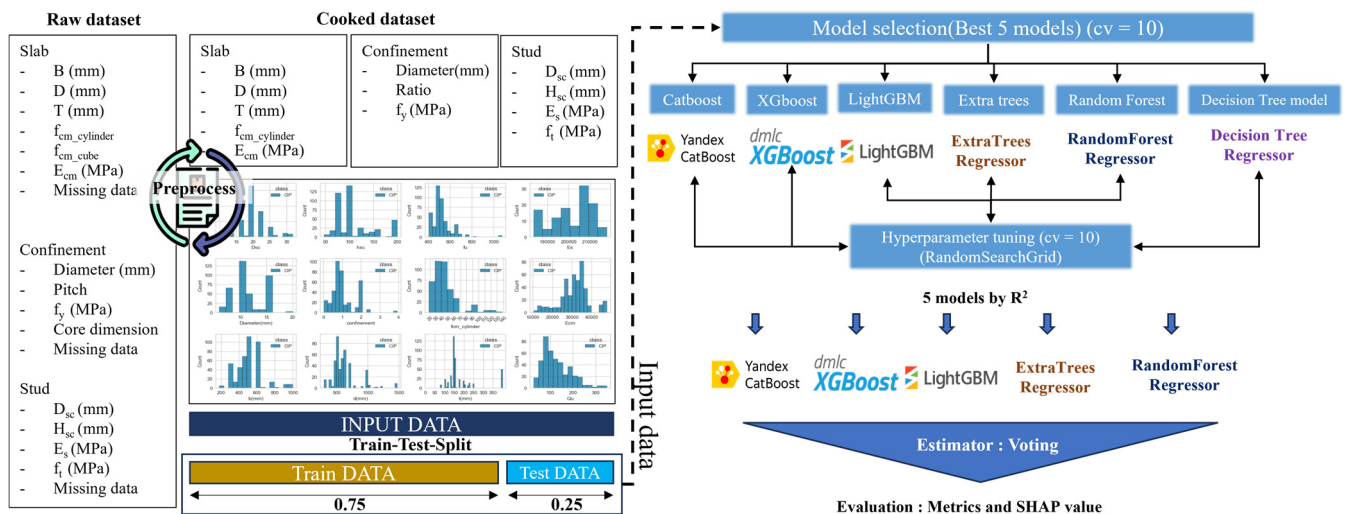 Raw dataset
Slab
- B (mm)
- D (mm)
- T (mm)
- fcm_cylinder
- fcm_cube
- Ecm (MPa)
- Missing data
Confinement
- Diameter (mm)
- Pitch
- fy (MPa)
- Core dimension
- Missing data
Stud
- Dsc (mm)
- Hsc (mm)
- Es (MPa)
- ft (MPa)
- Missing data
Preprocess
Cooked dataset
Slab
- B (mm)
- D (mm)
- T (mm)
- fcm_cylinder
- Ecm (MPa)
Confinement
- Diameter(mm)
- Ratio
- fy (MPa)
Stud
- Dsc (mm)
- Hsc (mm)
- Es (MPa)
- ft (MPa)
INPUT DATA
Train-Test-Split
Train DATA
Test DATA
0.75
0.25
Input data
Model selection(Best 5 models) (cv = 10)
Catboost
XGboost
LightGBM
Extra trees
Random Forest
Decision Tree model
Yandex
CatBoost
dmlc
XGBoost
LightGBM
ExtraTrees
Regressor
RandomForest
Regressor
Decision Tree
Regressor
Hyperparameter tuning (cv = 10)
(RandomSearchGrid)
5 models by R²
Yandex
CatBoost
dmlc
XGBoost
LightGBM
ExtraTrees
Regressor
RandomForest
Regressor
Estimator : Voting
Evaluation : Metrics and SHAP value